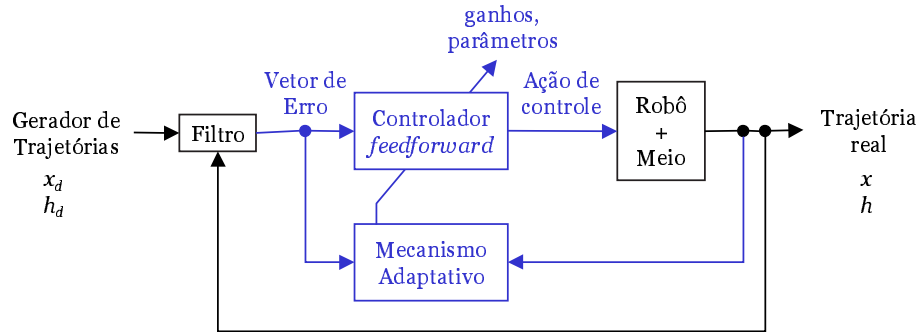 ganhos,
parâmetros
Vetor de
Erro
Ação de
controle
Gerador de
Trajetórias
x_d
h_d
Filtro
Controlador
feedforward
Robô
+
Meio
Trajetória
real
x
h
Mecanismo
Adaptativo